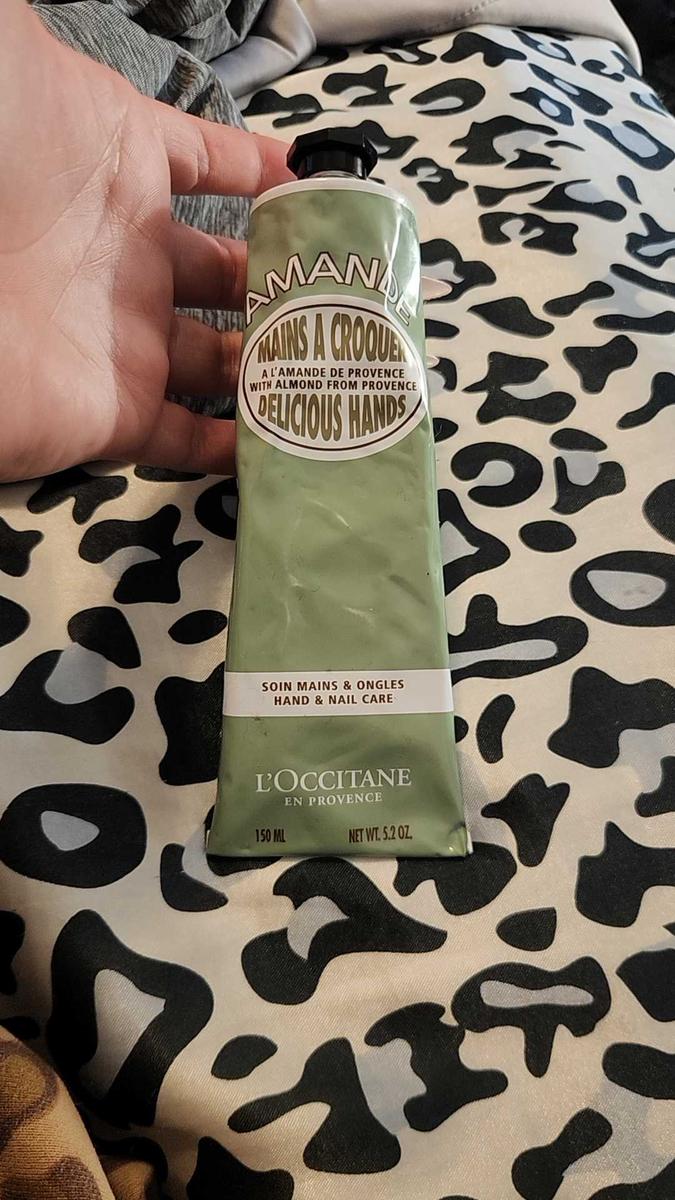 AMANDE
MAINS A CROQUER
A L'AMANDE DE PROVENCE
WITH ALMOND FROM PROVENCE
DELICIOUS HANDS
SOIN MAINS & ONGLES
HAND & NAIL CARE
L'OCCITANE
EN PROVENCE
150 ML NET WT. 5.2 OZ.